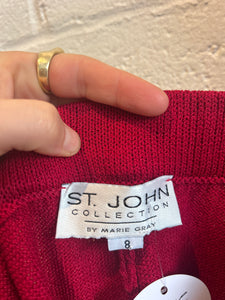 ST. JOHN
COLLECTION
BY MARIE GRAY
8